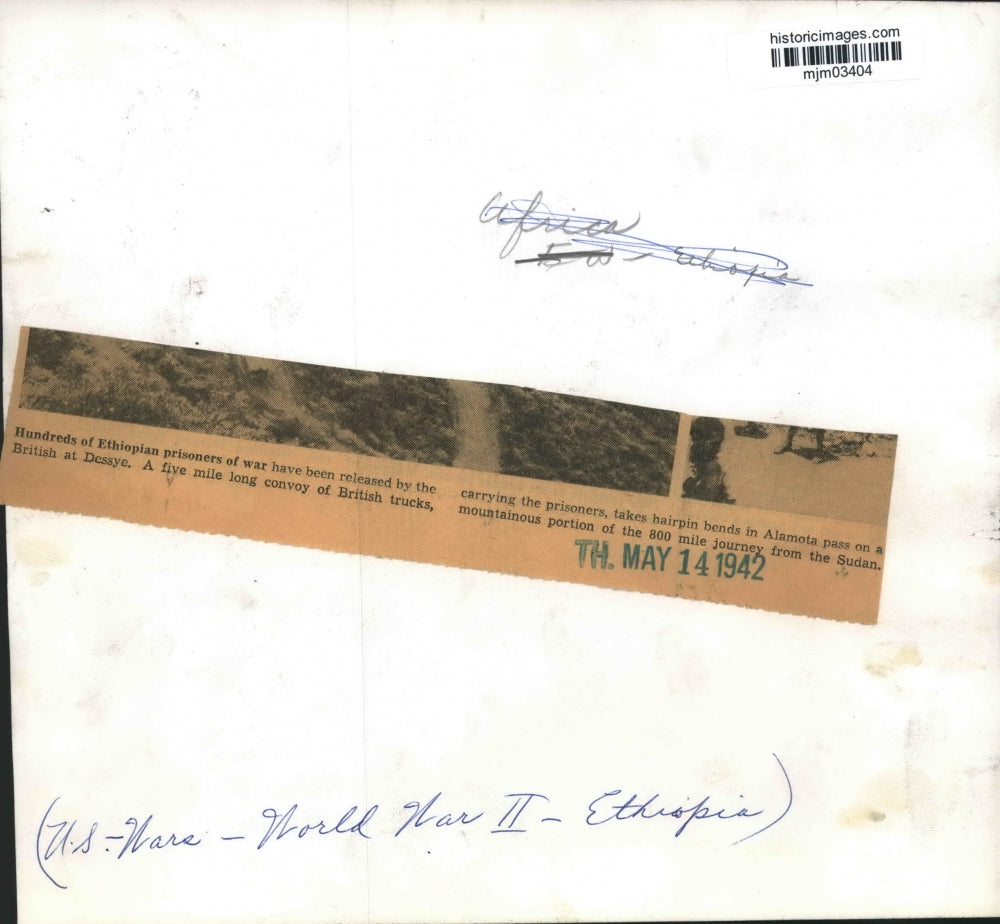 historicimages.com
mjm03404
Africa
E W - Ethiopia
Hundreds of Ethiopian prisoners of war have been released by the
British at Dessye. A five mile long convoy of British trucks,
carrying the prisoners, takes hairpin bends in Alamota pass on a
mountainous portion of the 800 mile journey from the Sudan.
TH. MAY 14 1942
(U.S.-Wars - World War II - Ethiopia)